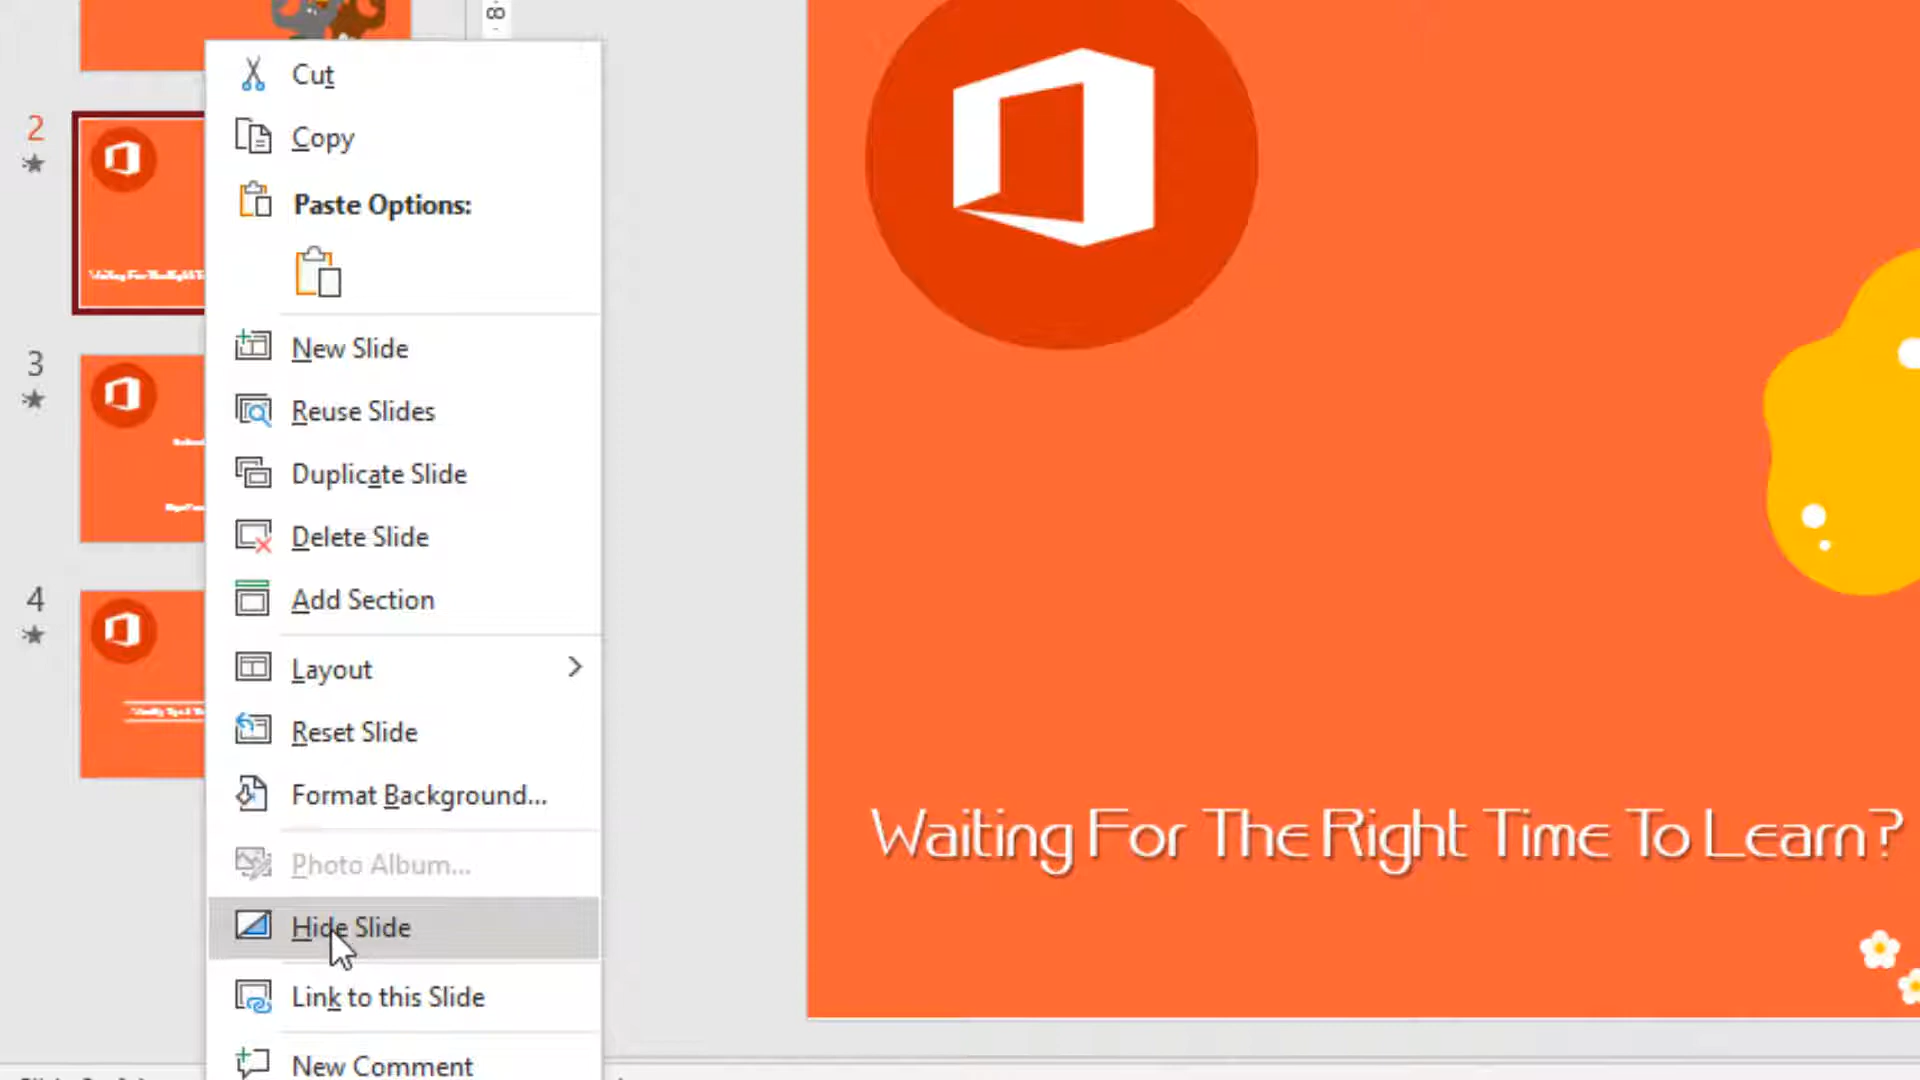 8
Cut
2
Copy
Paste Options:
New Slide
3
Reuse Slides
Duplicate Slide
Delete Slide
4
Add Section
Layout
Reset Slide
Format Background...
Waiting For The Right Time To Learn?
Photo Album...
Hide Slide
Link to this Slide
New Comment